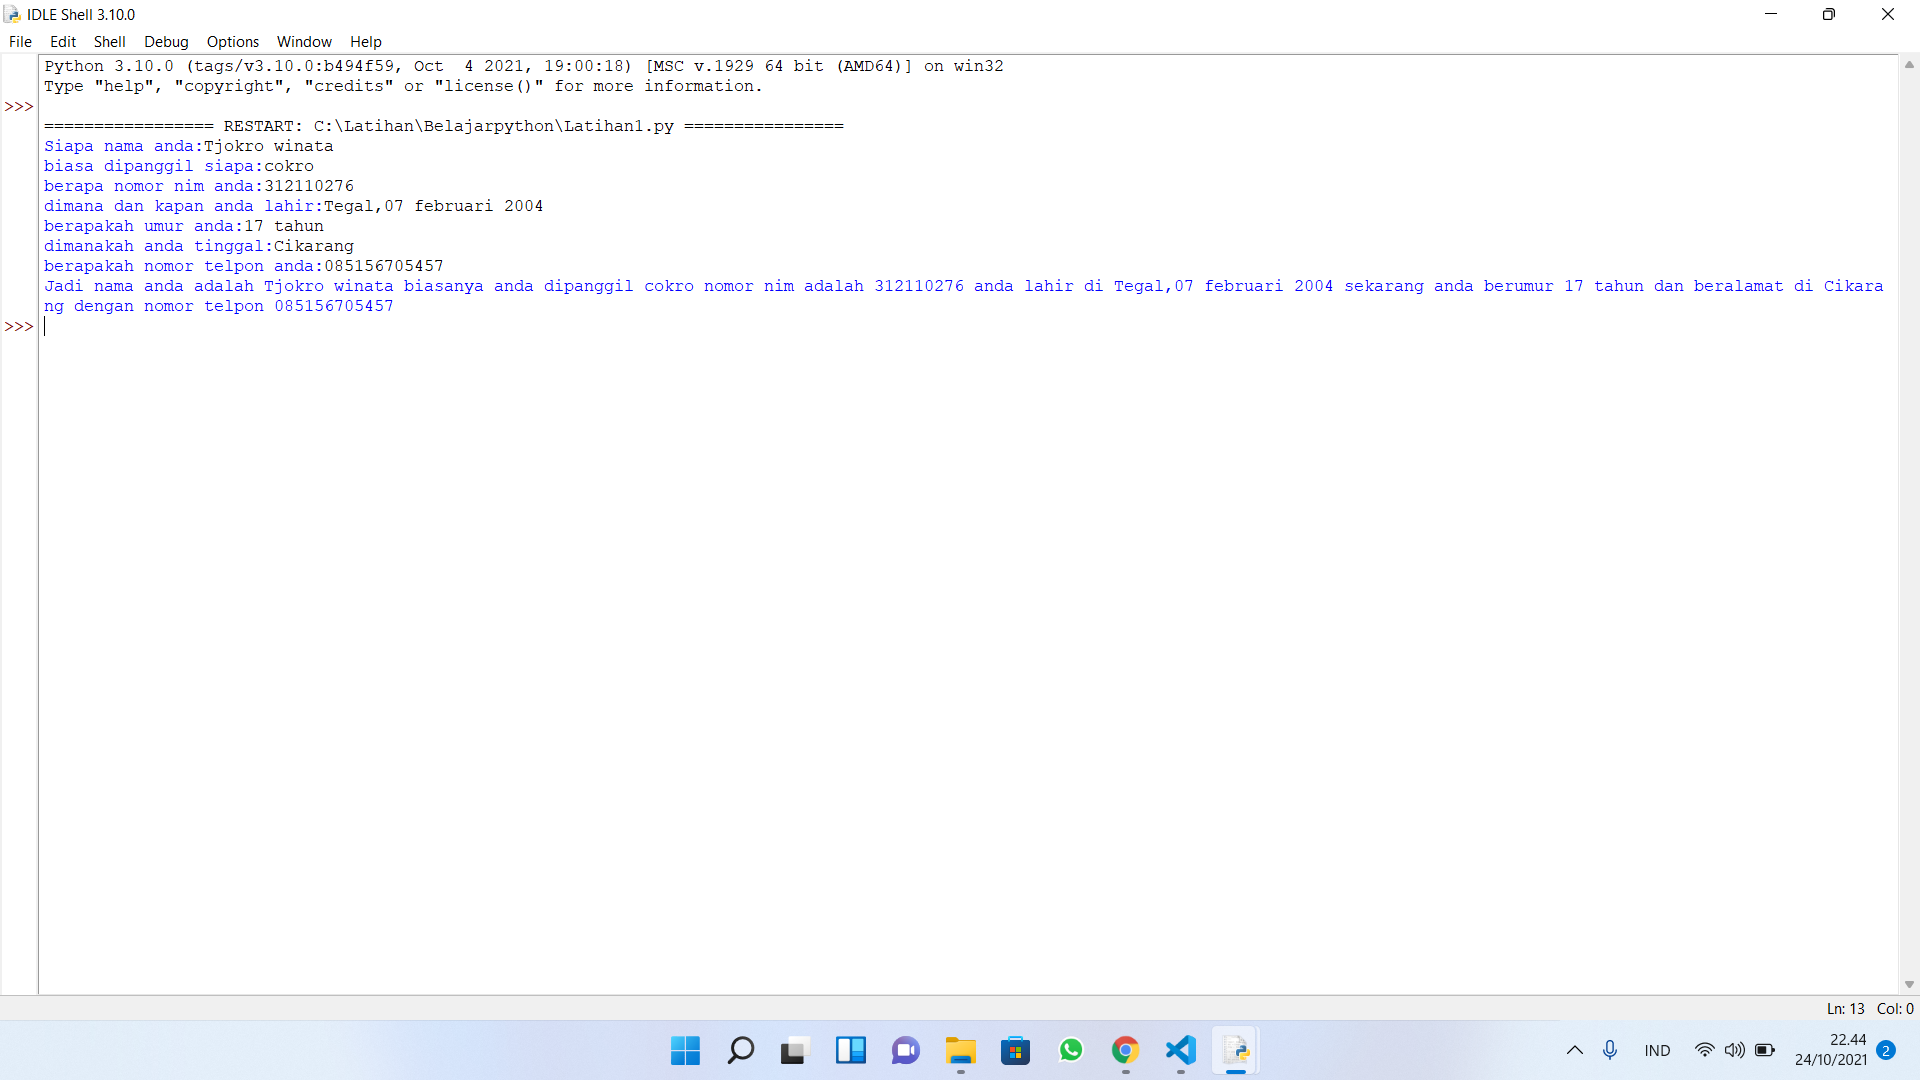 IDLE Shell 3.10.0
File Edit Shell Debug Options Window Help
Python 3.10.0 (tags/v3.10.0:b494f59, Oct  4 2021, 19:00:18) [MSC v.1929 64 bit (AMD64)] on win32
Type "help", "copyright", "credits" or "license()" for more information.
>>>
================= RESTART: C:\Latihan\Belajarpython\Latihan1.py ================
Siapa nama anda:Tjokro winata
biasa dipanggil siapa:cokro
berapa nomor nim anda:312110276
dimana dan kapan anda lahir:Tegal,07 februari 2004
berapakah umur anda:17 tahun
dimanakah anda tinggal:Cikarang
berapakah nomor telpon anda:085156705457
Jadi nama anda adalah Tjokro winata biasanya anda dipanggil cokro nomor nim adalah 312110276 anda lahir di Tegal,07 februari 2004 sekarang anda berumur 17 tahun dan beralamat di Cikara
ng dengan nomor telpon 085156705457
>>>
Ln: 13 Col: 0
IND
22.44
24/10/2021
2